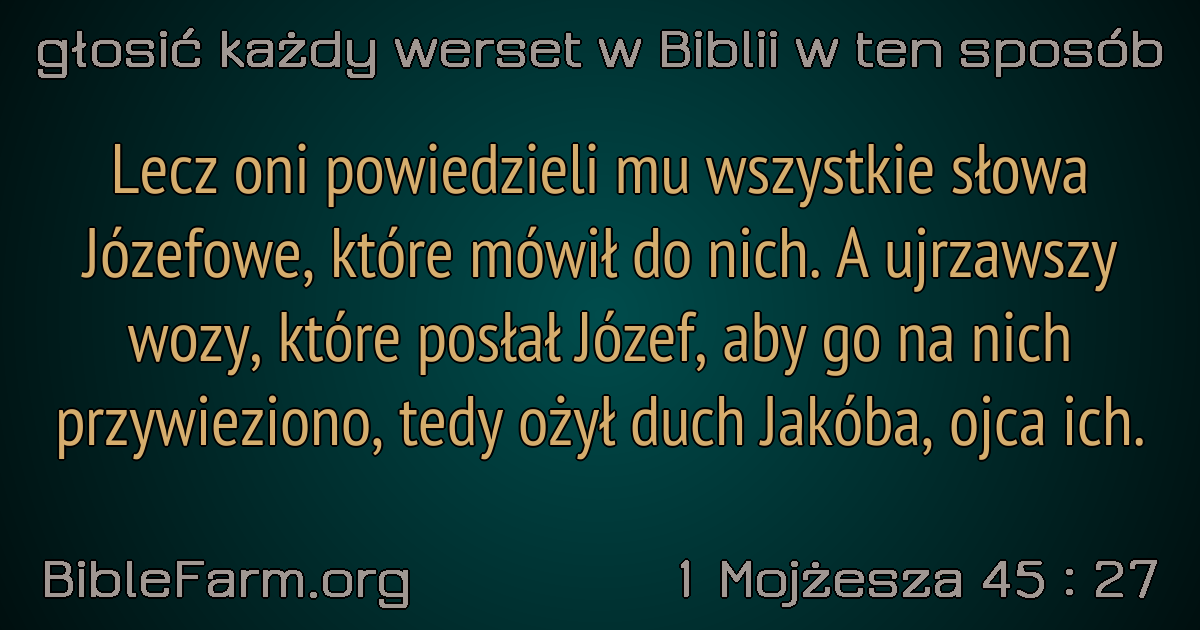 głosić każdy werset w Biblii w ten sposób
Lecz oni powiedzieli mu wszystkie słowa
Józefowe, które mówił do nich. A ujrzawszy
wozy, które posłał Józef, aby go na nich
przywieziono, tedy ożył duch Jakóba, ojca ich.
BibleFarm.org
1 Mojżesza 45 : 27